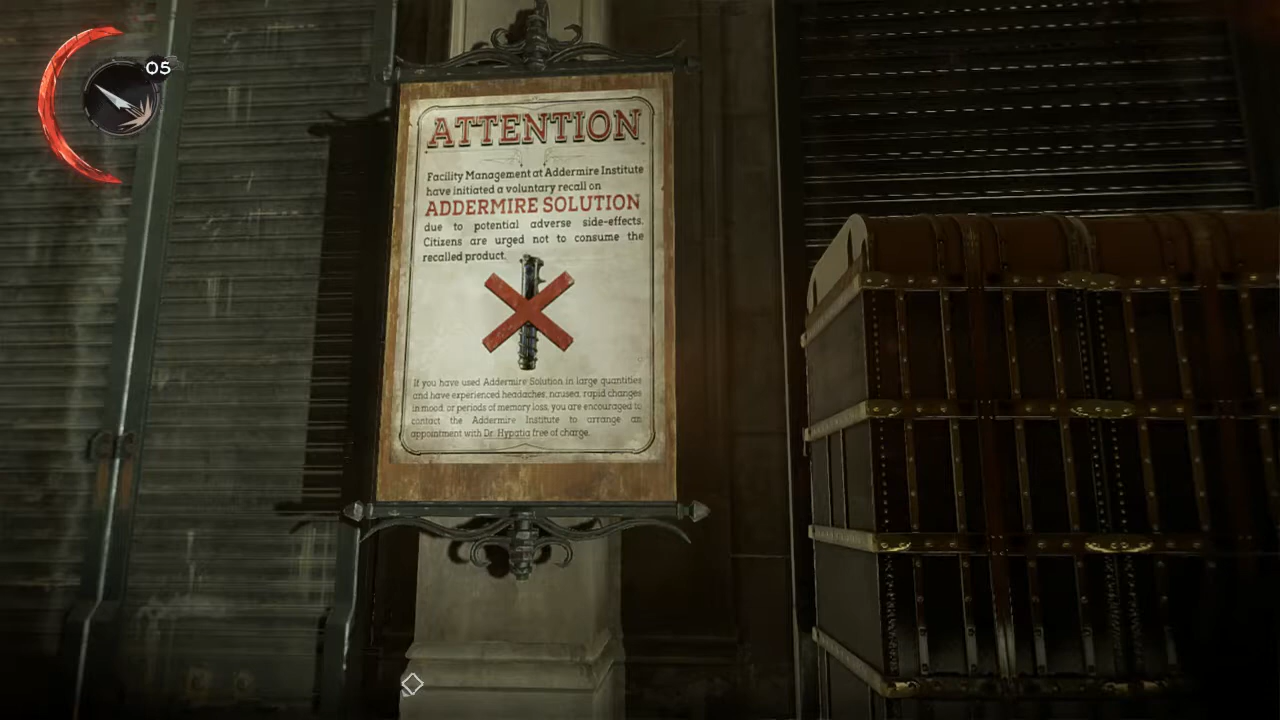 05
ATTENTION
Facility Management at Addermire Institute
have initiated a voluntary recall on
ADDERMIRE SOLUTION
due to potential adverse side-effects.
Citizens are urged not to consume the
recalled product.
If you have used Addermire Solution in large quantities
and have experienced headaches, nausea, rapid changes
in mood, or periods of memory loss, you are encouraged to
contact the Addermire Institute to arrange an
appointment with Dr. Hypatia free of charge.